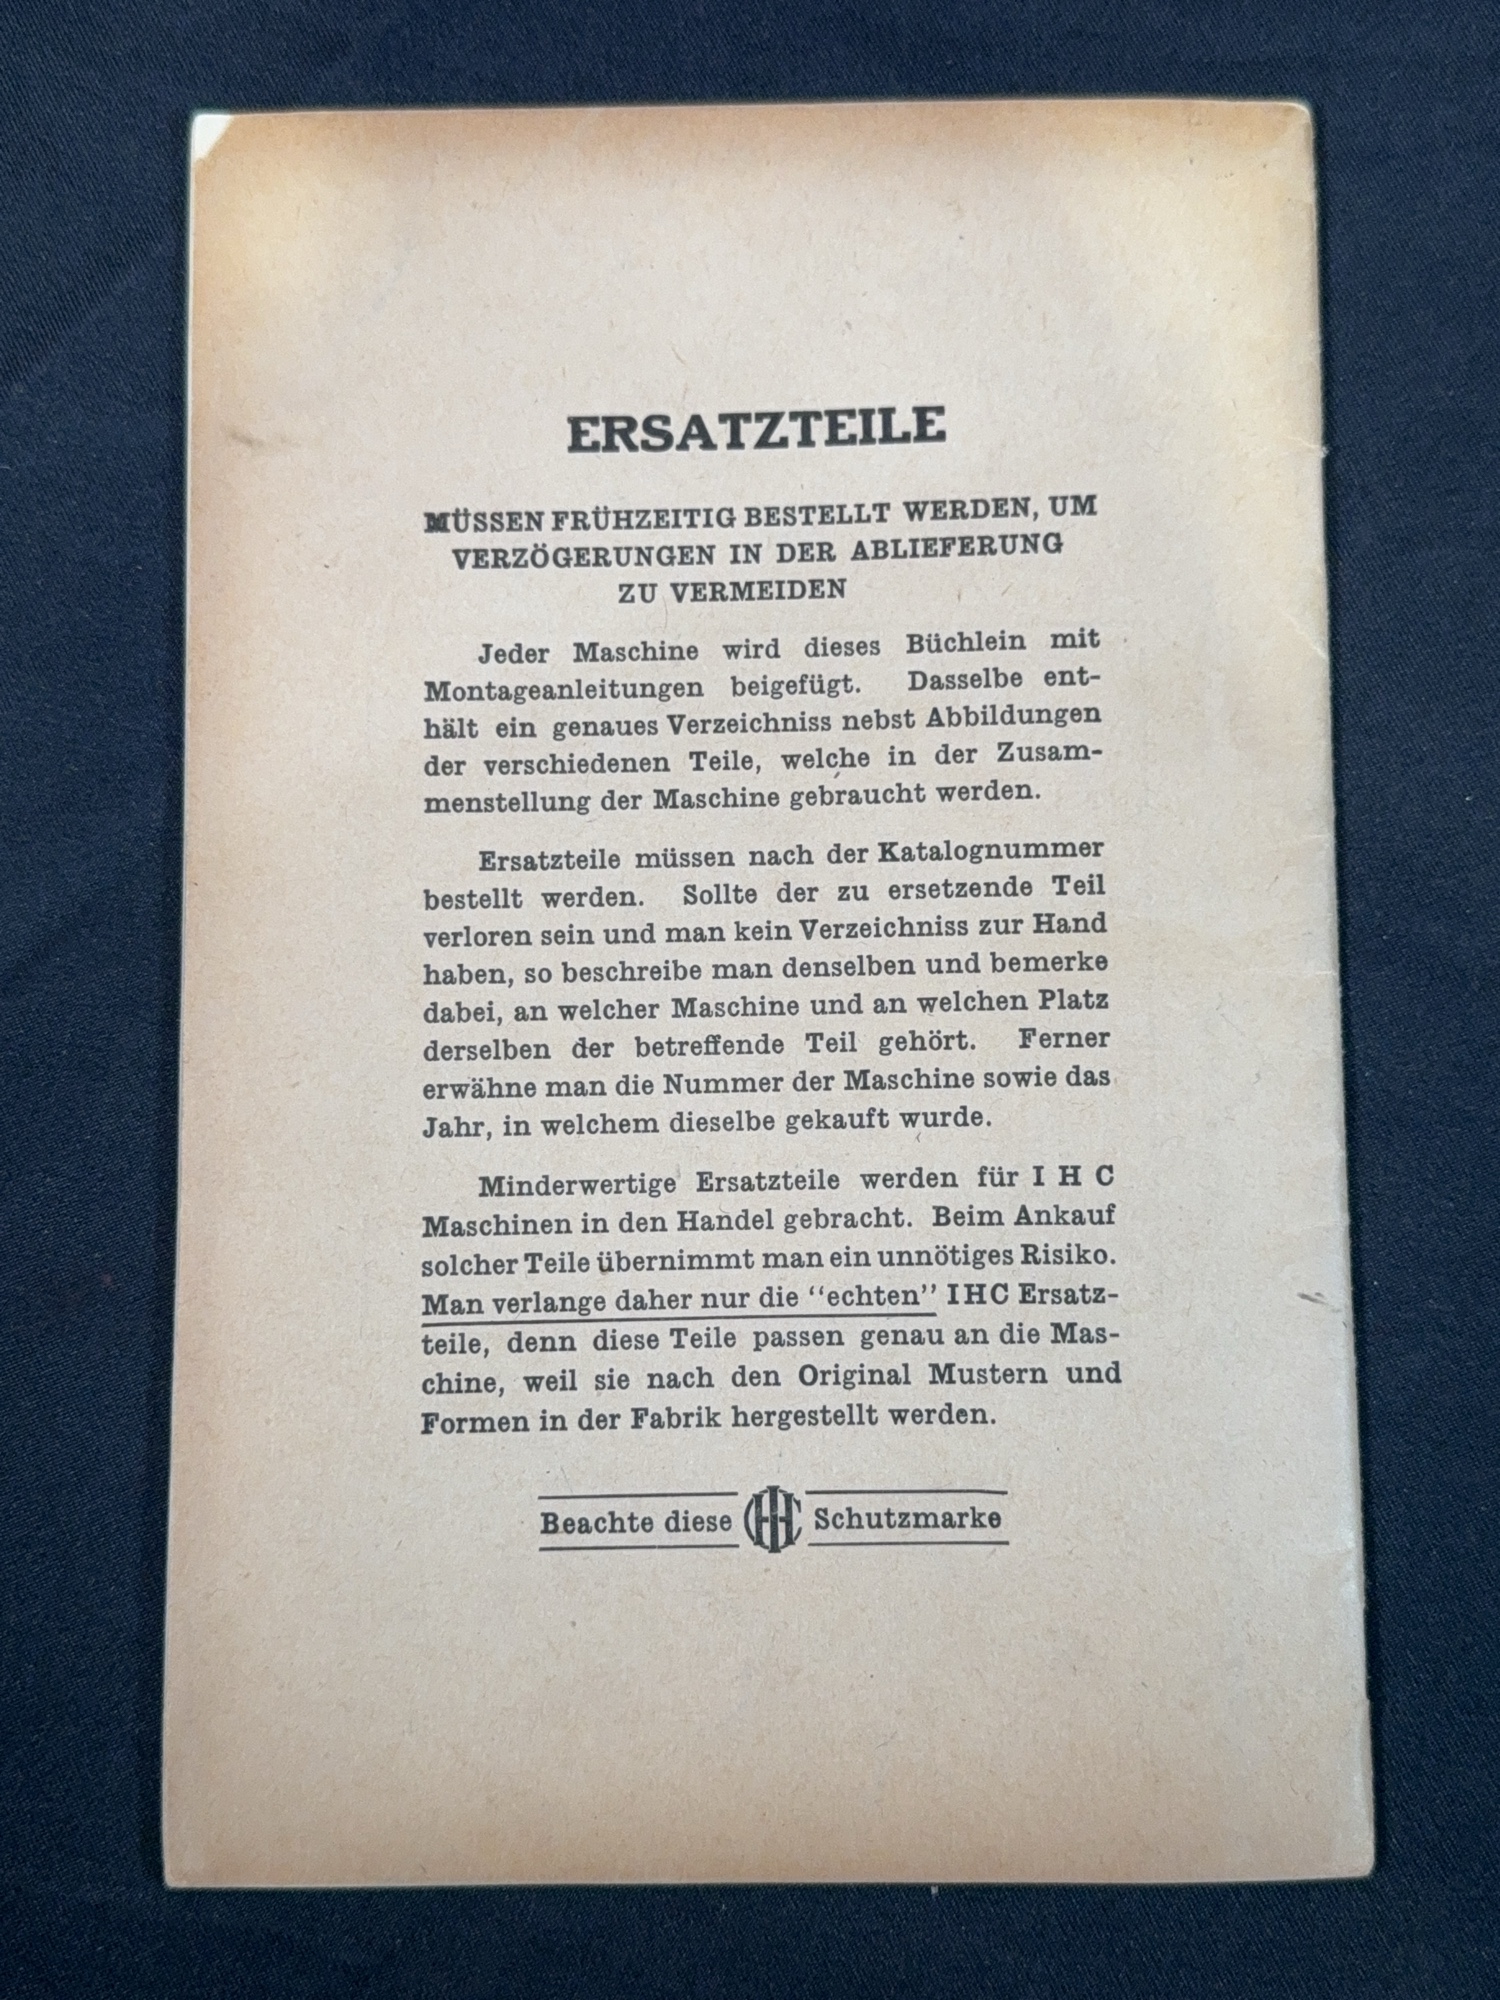 ERSATZTEILE
MÜSSEN FRÜHZEITIG BESTELLT WERDEN, UM
VERZÖGERUNGEN IN DER ABLIEFERUNG
ZU VERMEIDEN
Jeder Maschine wird dieses Büchlein mit
Montageanleitungen beigefügt. Dasselbe ent-
hält ein genaues Verzeichniss nebst Abbildungen
der verschiedenen Teile, welche in der Zusam-
menstellung der Maschine gebraucht werden.
Ersatzteile müssen nach der Katalognummer
bestellt werden. Sollte der zu ersetzende Teil
verloren sein und man kein Verzeichniss zur Hand
haben, so beschreibe man denselben und bemerke
dabei, an welcher Maschine und an welchen Platz
derselben der betreffende Teil gehört. Ferner
erwähne man die Nummer der Maschine sowie das
Jahr, in welchem dieselbe gekauft wurde.
Minderwertige Ersatzteile werden für I H C
Maschinen in den Handel gebracht. Beim Ankauf
solcher Teile übernimmt man ein unnötiges Risiko.
Man verlange daher nur die "echten" IHC Ersatz-
teile, denn diese Teile passen genau an die Mas-
chine, weil sie nach den Original Mustern und
Formen in der Fabrik hergestellt werden.
Beachte diese IHC Schutzmarke